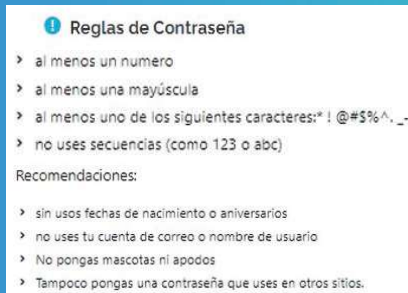 Reglas de Contraseña
al menos un numero
al menos una mayúscula
al menos uno de los siguientes caracteres:* ! @#$%^. _-
no uses secuencias (como 123 o abc)
Recomendaciones:
sin usos fechas de nacimiento o aniversarios
no uses tu cuenta de correo o nombre de usuario
No pongas mascotas ni apodos
Tampoco pongas una contraseña que uses en otros sitios.